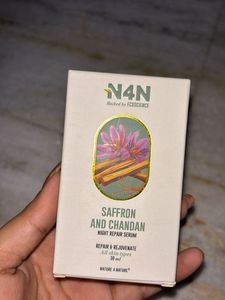 N4N
Backed by ECOSCIENCE
SAFFRON
AND CHANDAN
NIGHT REPAIR SERUM
REPAIR & REJUVENATE
All skin types
30 ml
NATURE 4 NATURE